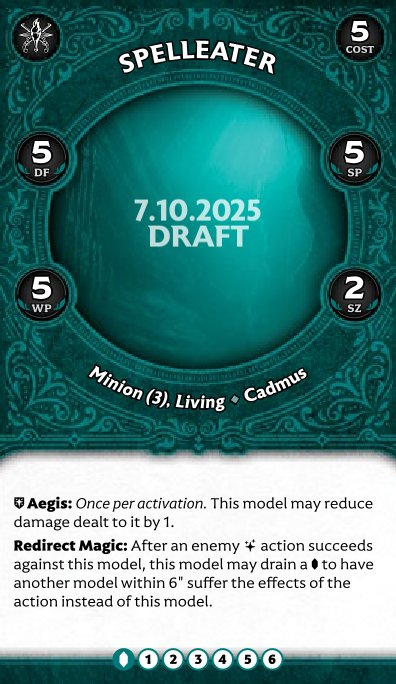 5
COST
SPELLEATER
5
DF
5
SP
7.10.2025
DRAFT
5
WP
2
SZ
Minion (3), Living ◆ Cadmus
Aegis: Once per activation. This model may reduce
damage dealt to it by 1.
Redirect Magic: After an enemy action succeeds
against this model, this model may drain a to have
another model within 6" suffer the effects of the
action instead of this model.
1 2 3 4 5 6